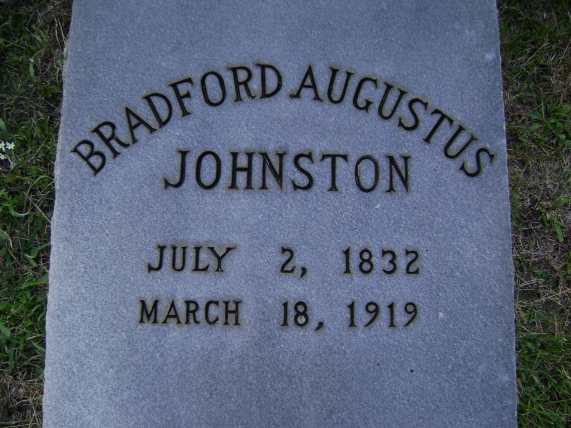 BRADFORD AUGUSTUS
JOHNSTON
JULY 2, 1832
MARCH 18, 1919